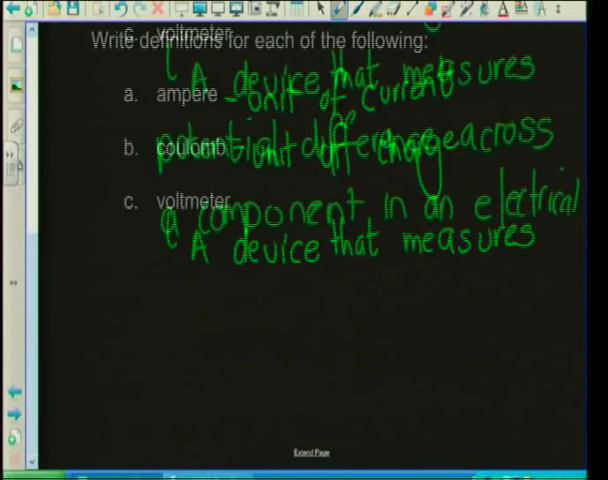 c. voltmeter
Write definitions for each of the following:
A device that measures
a. ampere - unit of current
potential difference across
b. coulomb - unit charge
a component in an electrical
c. voltmeter
A device that measures
Extend Page